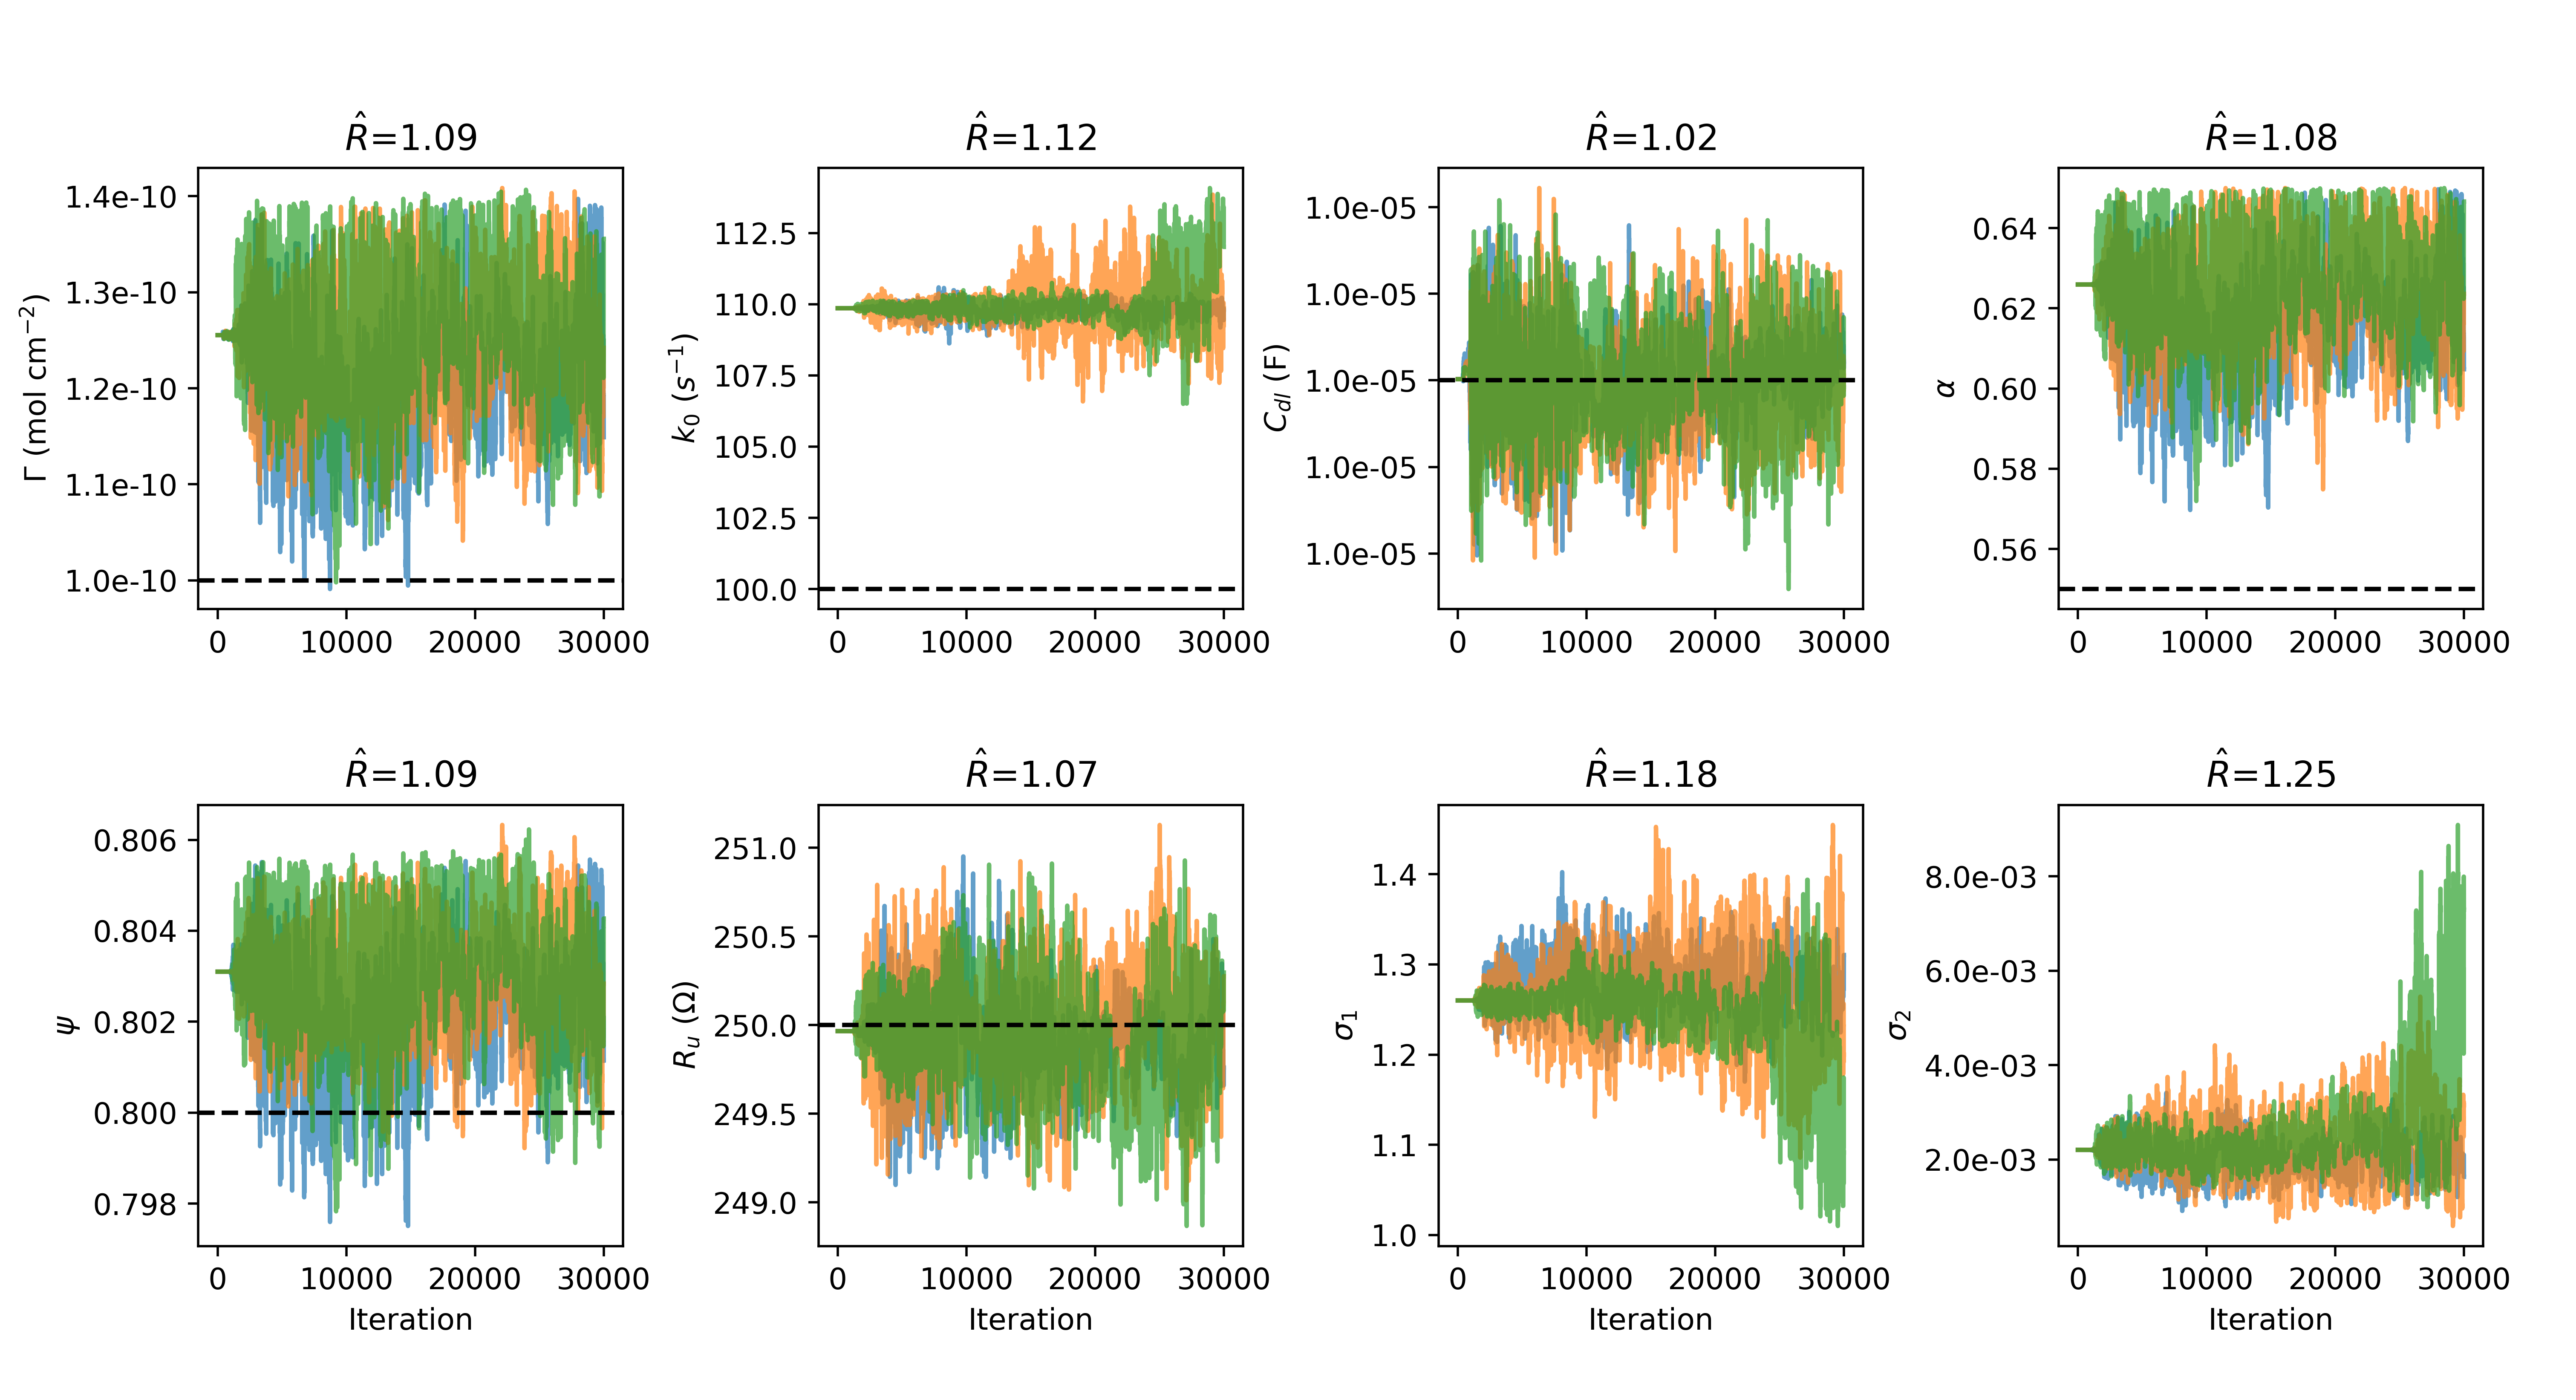 R̂=1.09
Γ (mol cm⁻²)
1.4e-10
1.3e-10
1.2e-10
1.1e-10
1.0e-10
0 10000 20000 30000
R̂=1.12
k₀ (s⁻¹)
112.5
110.0
107.5
105.0
102.5
100.0
0 10000 20000 30000
R̂=1.02
C_dl (F)
1.0e-05
1.0e-05
1.0e-05
1.0e-05
1.0e-05
0 10000 20000 30000
R̂=1.08
α
0.64
0.62
0.60
0.58
0.56
0 10000 20000 30000
R̂=1.09
ψ
0.806
0.804
0.802
0.800
0.798
0 10000 20000 30000
Iteration
R̂=1.07
Rᵤ (Ω)
251.0
250.5
250.0
249.5
249.0
0 10000 20000 30000
Iteration
R̂=1.18
σ₁
1.4
1.3
1.2
1.1
1.0
0 10000 20000 30000
Iteration
R̂=1.25
σ₂
8.0e-03
6.0e-03
4.0e-03
2.0e-03
0 10000 20000 30000
Iteration